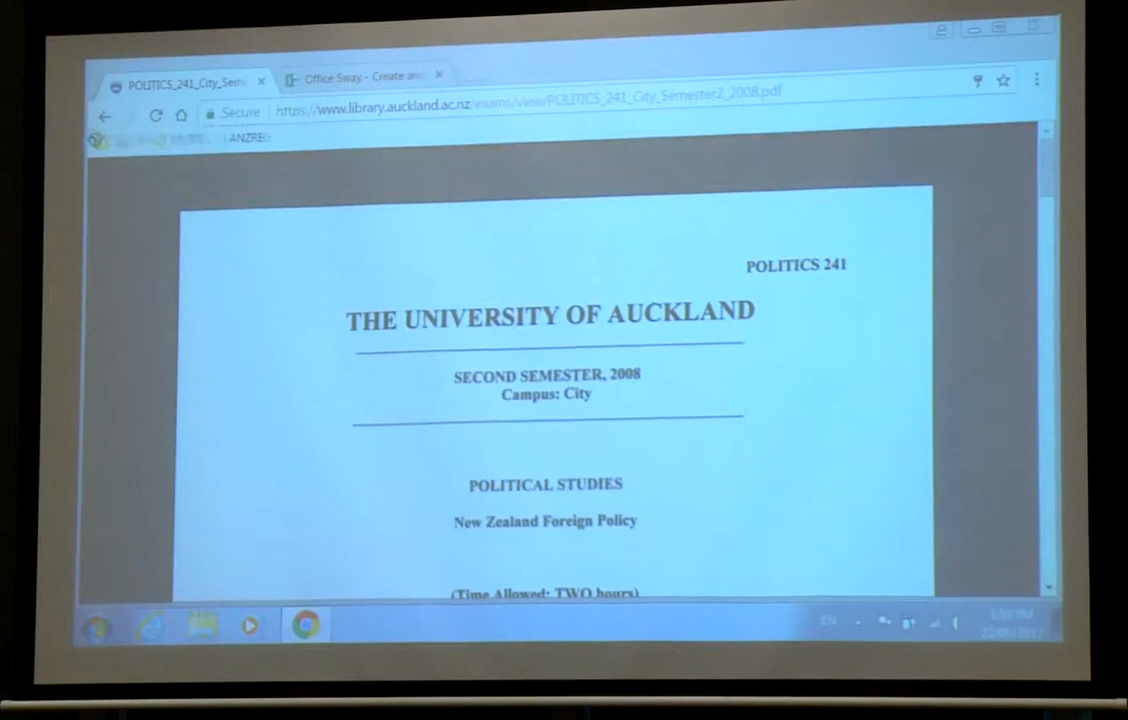 POLITICS_241_City_Sem
Office Sway - Create an
Secure
https://www.library.auckland.ac.nz/exams/view/POLITICS_241_City_Semester2_2008.pdf
POLITICS 241
THE UNIVERSITY OF AUCKLAND
SECOND SEMESTER, 2008
Campus: City
POLITICAL STUDIES
New Zealand Foreign Policy
(Time Allowed: TWO hours)
EN